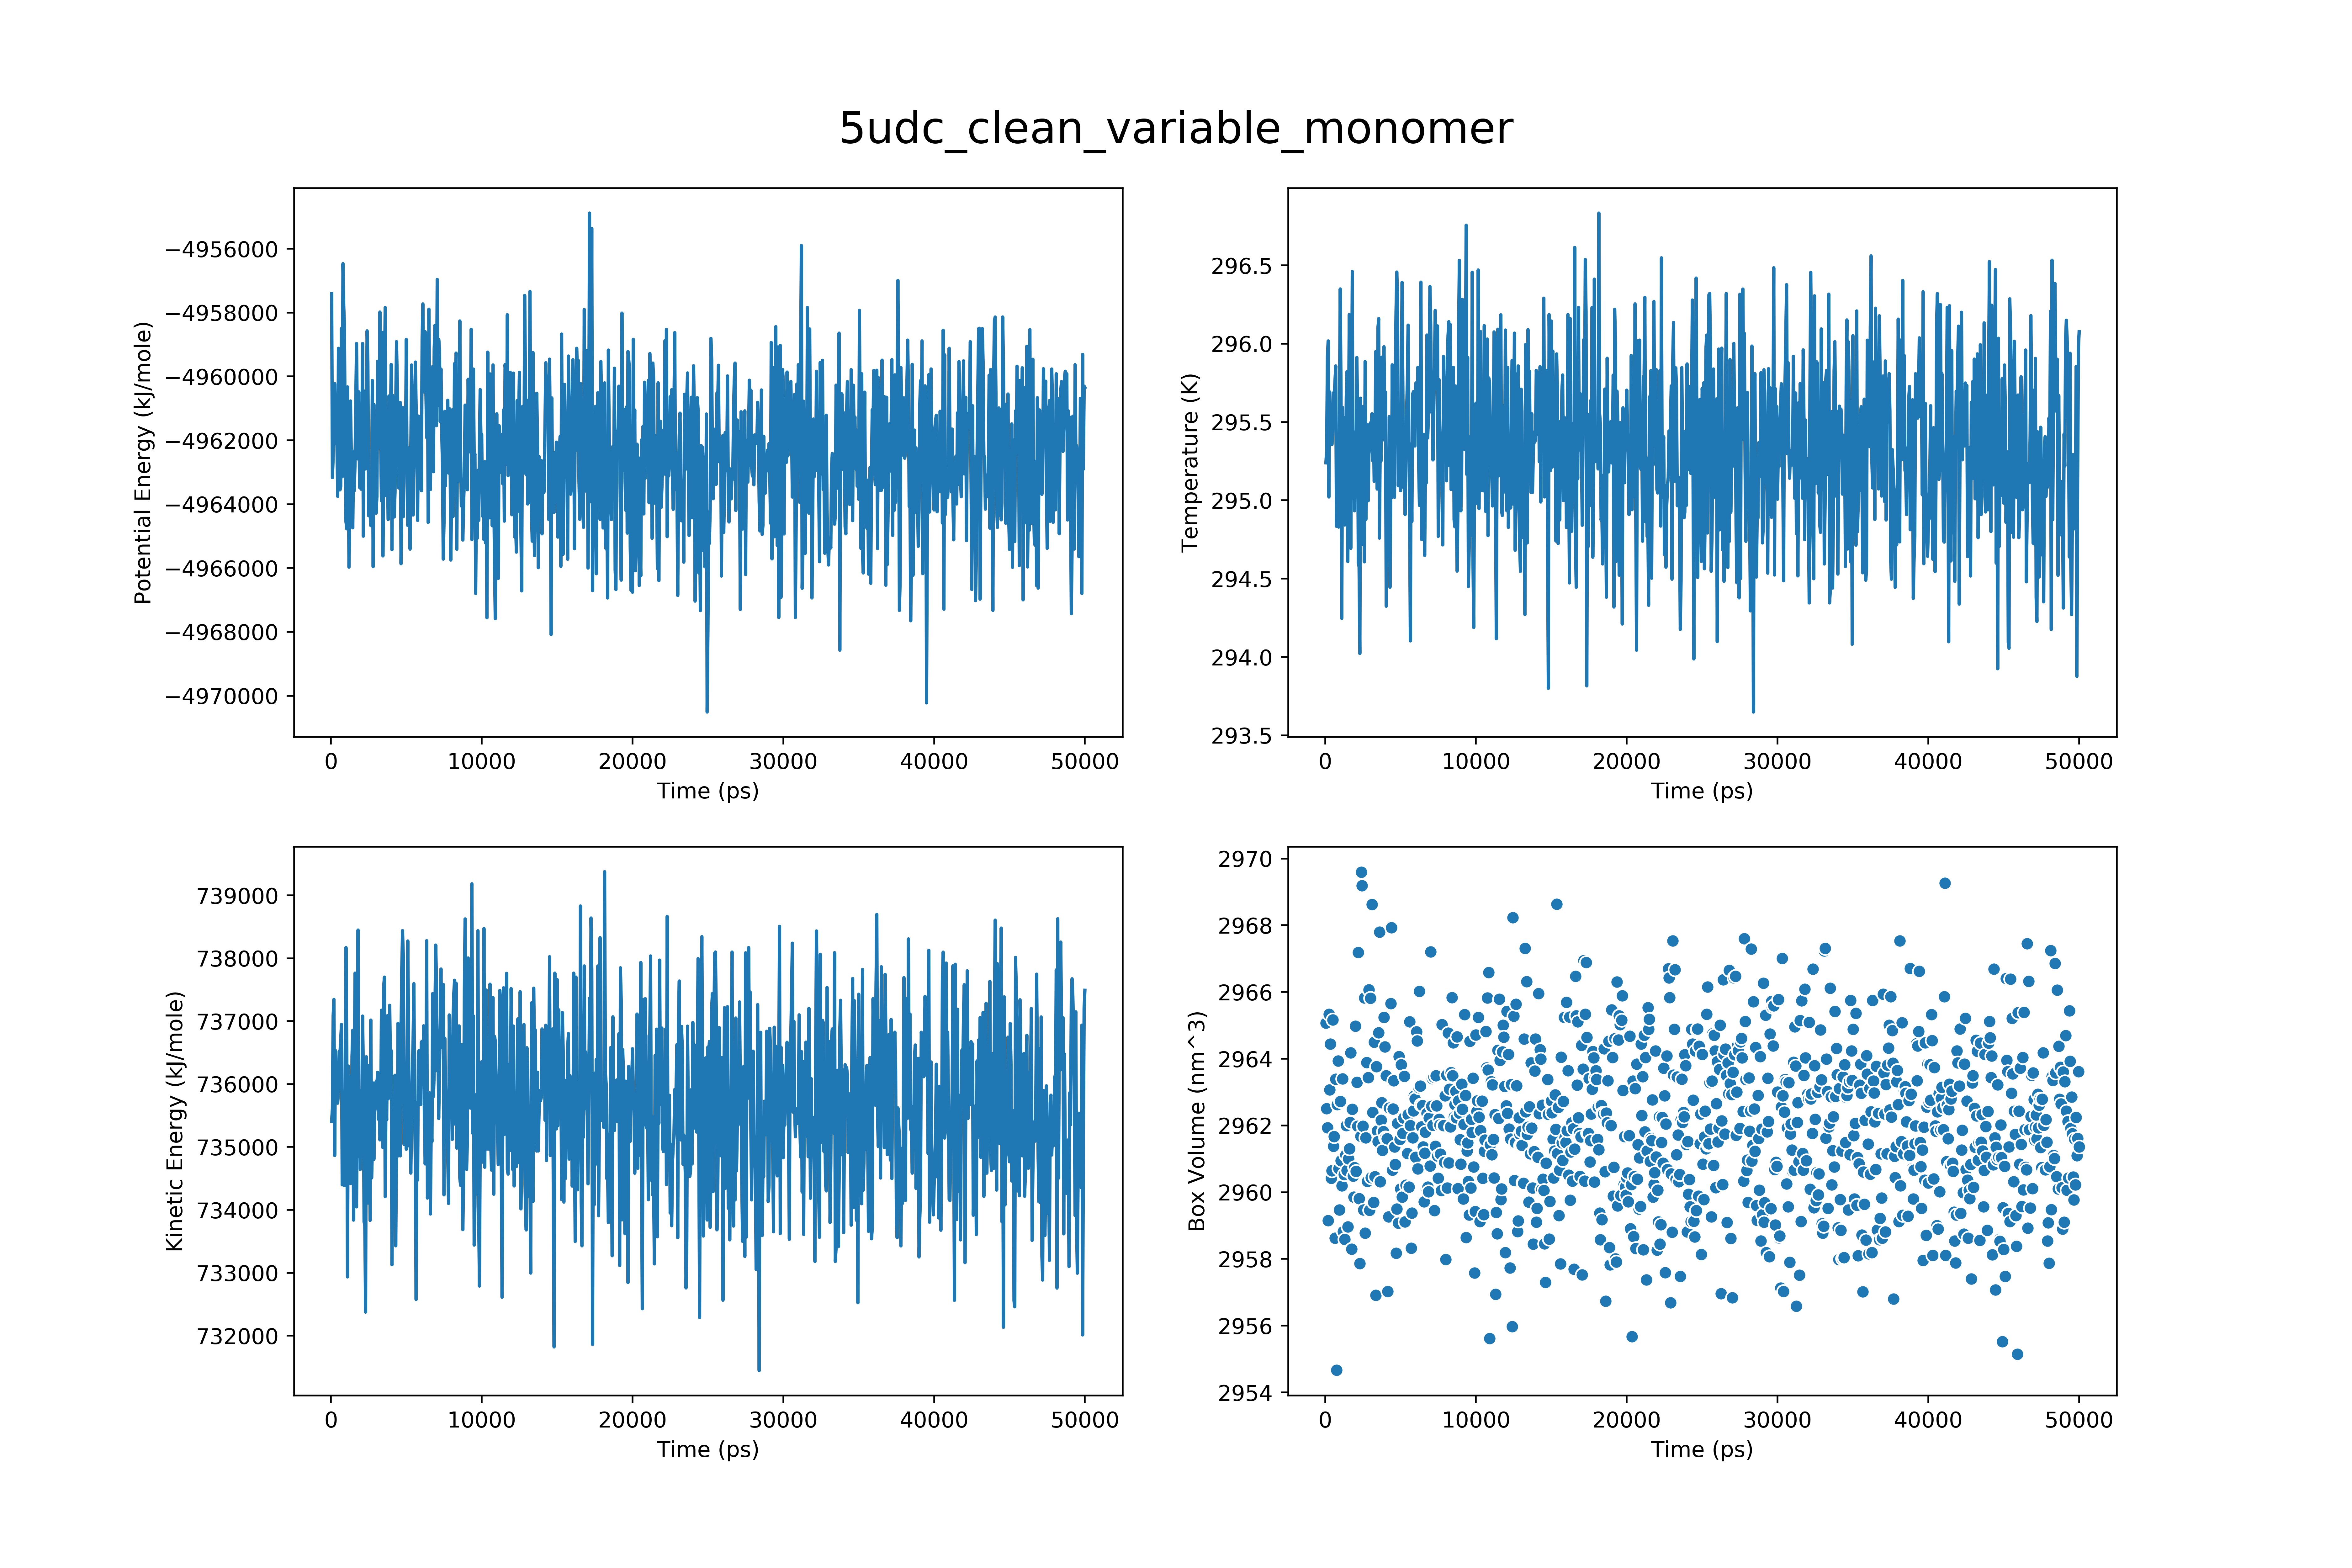 5udc_clean_variable_monomer
Potential Energy (kJ/mole)
−4956000
−4958000
−4960000
−4962000
−4964000
−4966000
−4968000
−4970000
0 10000 20000 30000 40000 50000
Time (ps)
Temperature (K)
296.5
296.0
295.5
295.0
294.5
294.0
293.5
0 10000 20000 30000 40000 50000
Time (ps)
Kinetic Energy (kJ/mole)
739000
738000
737000
736000
735000
734000
733000
732000
0 10000 20000 30000 40000 50000
Time (ps)
Box Volume (nm^3)
2970
2968
2966
2964
2962
2960
2958
2956
2954
0 10000 20000 30000 40000 50000
Time (ps)